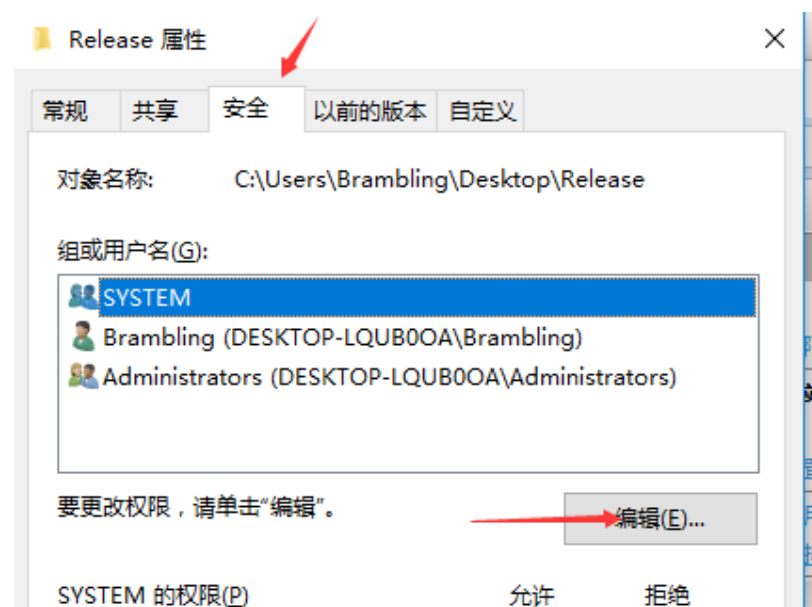 Release 属性
常规 共享 安全 以前的版本 自定义
对象名称: C:\Users\Brambling\Desktop\Release
组或用户名(G):
SYSTEM
Brambling (DESKTOP-LQUB0OA\Brambling)
Administrators (DESKTOP-LQUB0OA\Administrators)
要更改权限，请单击“编辑”。
编辑(E)...
SYSTEM 的权限(P) 允许 拒绝